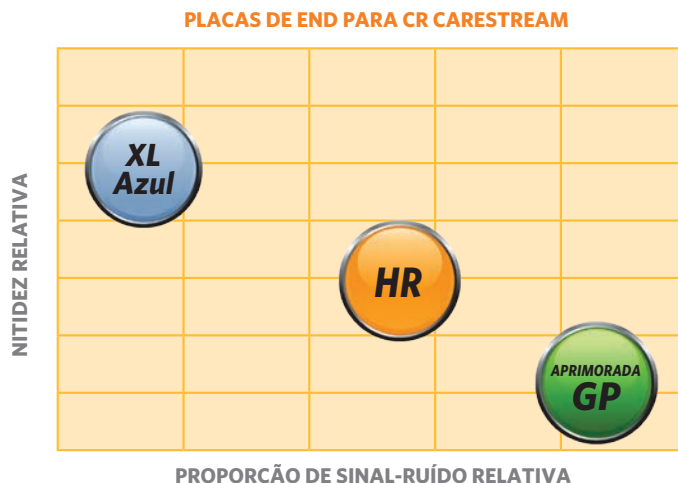 PLACAS DE END PARA CR CARESTREAM
XL
Azul
NITIDEZ RELATIVA
HR
APRIMORADA
GP
PROPORCÃO DE SINAL-RUÍDO RELATIVA